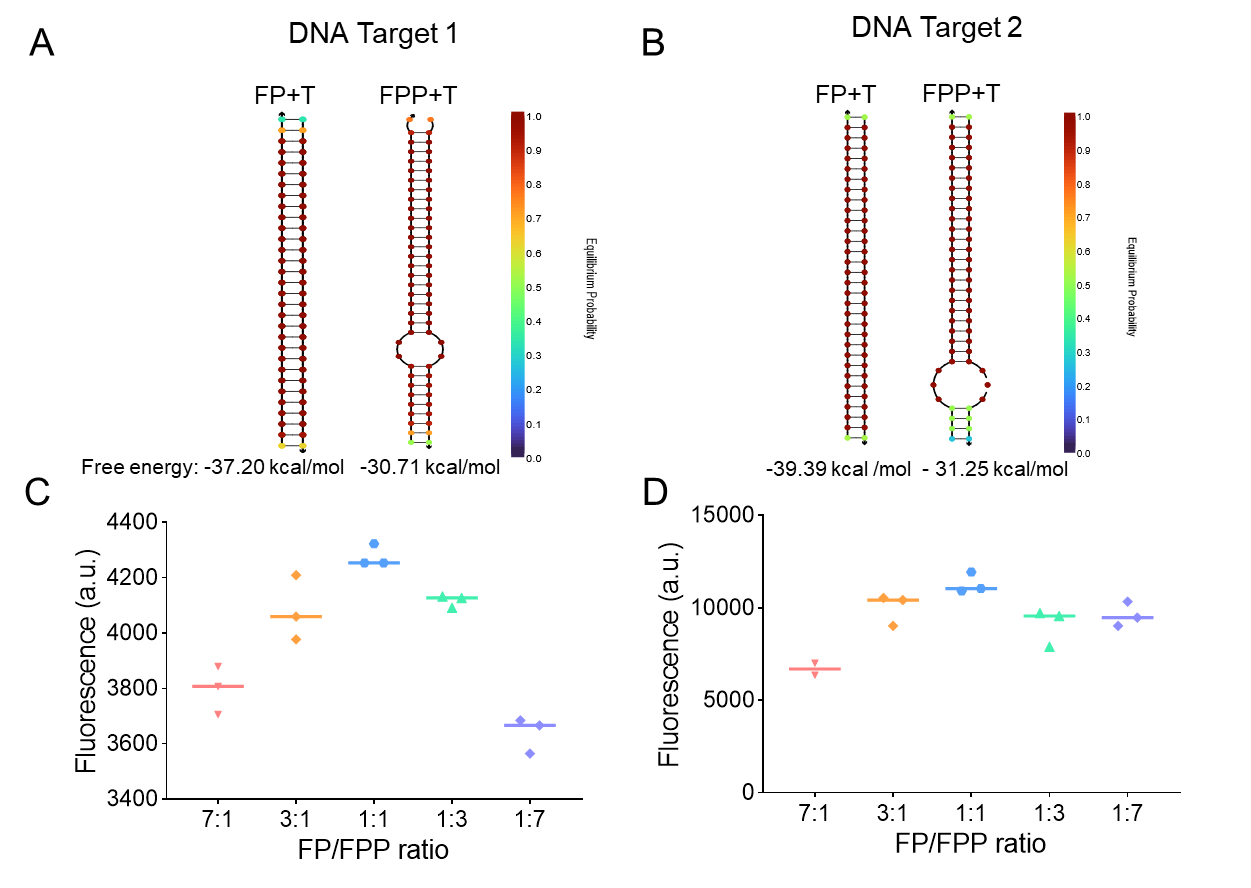 A
DNA Target 1
FP+T
FPP+T
1.0
0.9
0.8
0.7
0.6
0.5
0.4
0.3
0.2
0.1
0.0
Equilibrium Probability
Free energy: -37.20 kcal/mol
-30.71 kcal/mol
B
DNA Target 2
FP+T
FPP+T
1.0
0.9
0.8
0.7
0.6
0.5
0.4
0.3
0.2
0.1
0.0
Equilibrium Probability
-39.39 kcal /mol
- 31.25 kcal/mol
C
Fluorescence (a.u.)
4400
4200
4000
3800
3600
3400
7:1
3:1
1:1
1:3
1:7
FP/FPP ratio
D
Fluorescence (a.u.)
15000
10000
5000
0
7:1
3:1
1:1
1:3
1:7
FP/FPP ratio